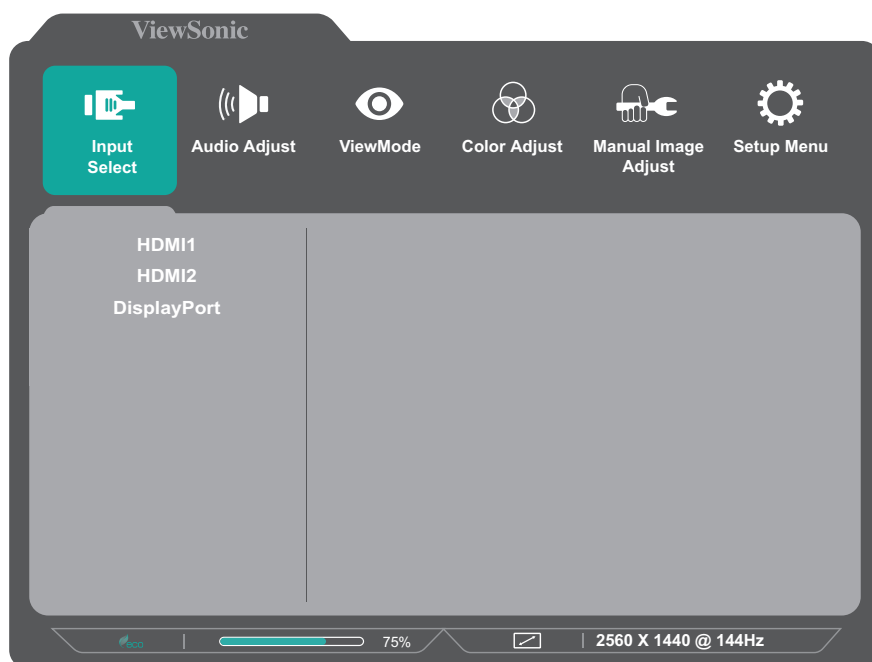 ViewSonic
Input
Select
Audio Adjust
ViewMode
Color Adjust
Manual Image
Adjust
Setup Menu
HDMI1
HDMI2
DisplayPort
eco
75%
2560 X 1440 @ 144Hz